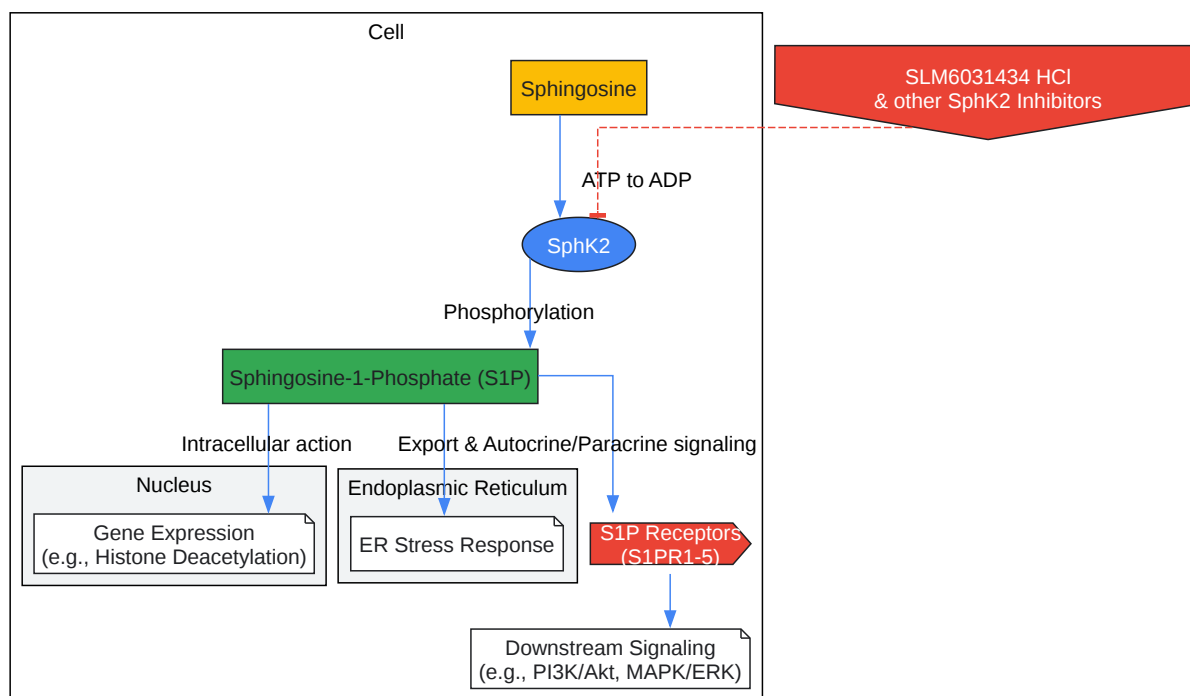 Cell
Sphingosine
SLM6031434 HCl
& other SphK2 Inhibitors
ATP to ADP
SphK2
Phosphorylation
Sphingosine-1-Phosphate (S1P)
Intracellular action
Export & Autocrine/Paracrine signaling
Nucleus
Endoplasmic Reticulum
Gene Expression
(e.g., Histone Deacetylation)
ER Stress Response
S1P Receptors
(S1PR1-5)
Downstream Signaling
(e.g., PI3K/Akt, MAPK/ERK)